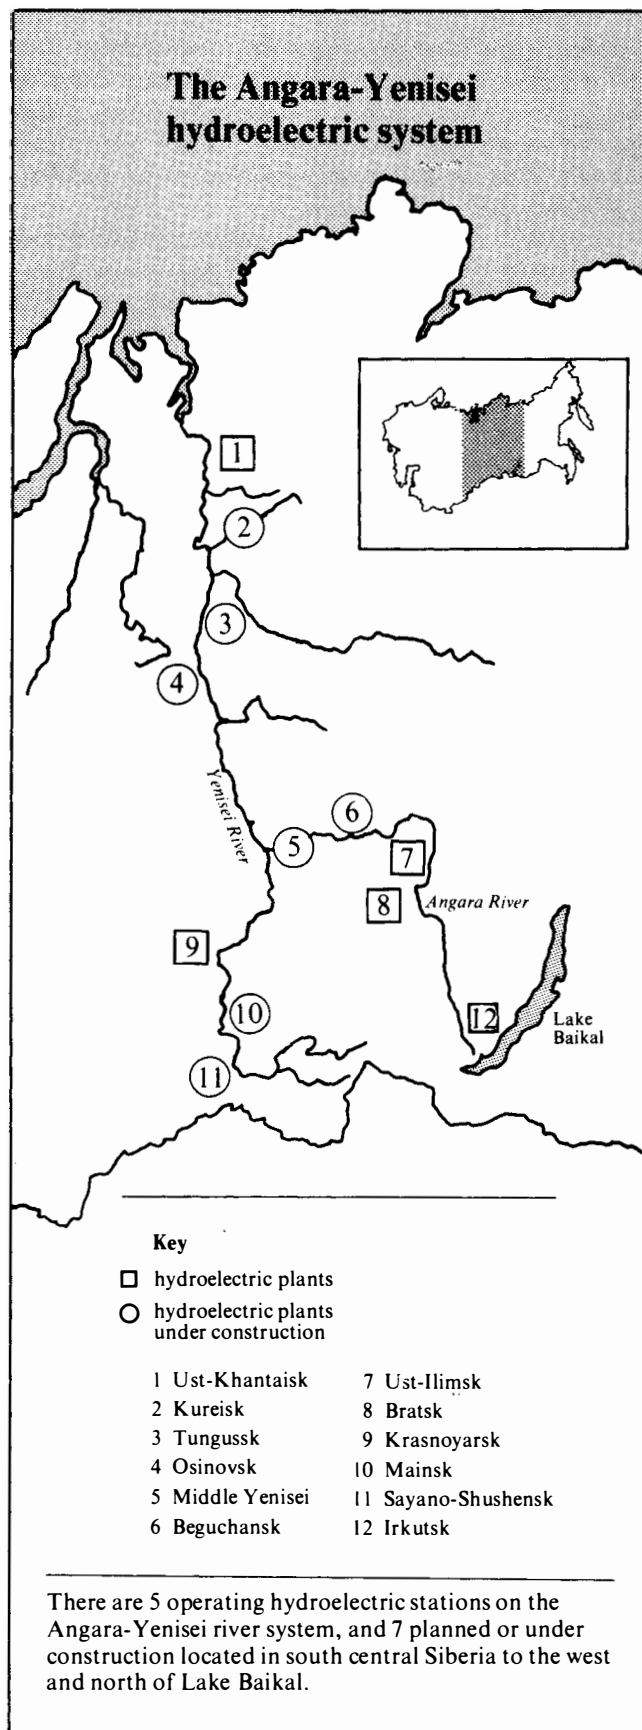 The Angara-Yenisei
hydroelectric system
1
2
3
4
Yenisei River
6
5
7
8
Angara River
9
10
12
Lake
Baikal
11
Key
hydroelectric plants
hydroelectric plants
under construction
1 Ust-Khantaisk
2 Kureisk
3 Tungussk
4 Osinovsk
5 Middle Yenisei
6 Beguchansk
7 Ust-Ilimsk
8 Bratsk
9 Krasnoyarsk
10 Mainsk
11 Sayano-Shushensk
12 Irkutsk
There are 5 operating hydroelectric stations on the
Angara-Yenisei river system, and 7 planned or under
construction located in south central Siberia to the west
and north of Lake Baikal.